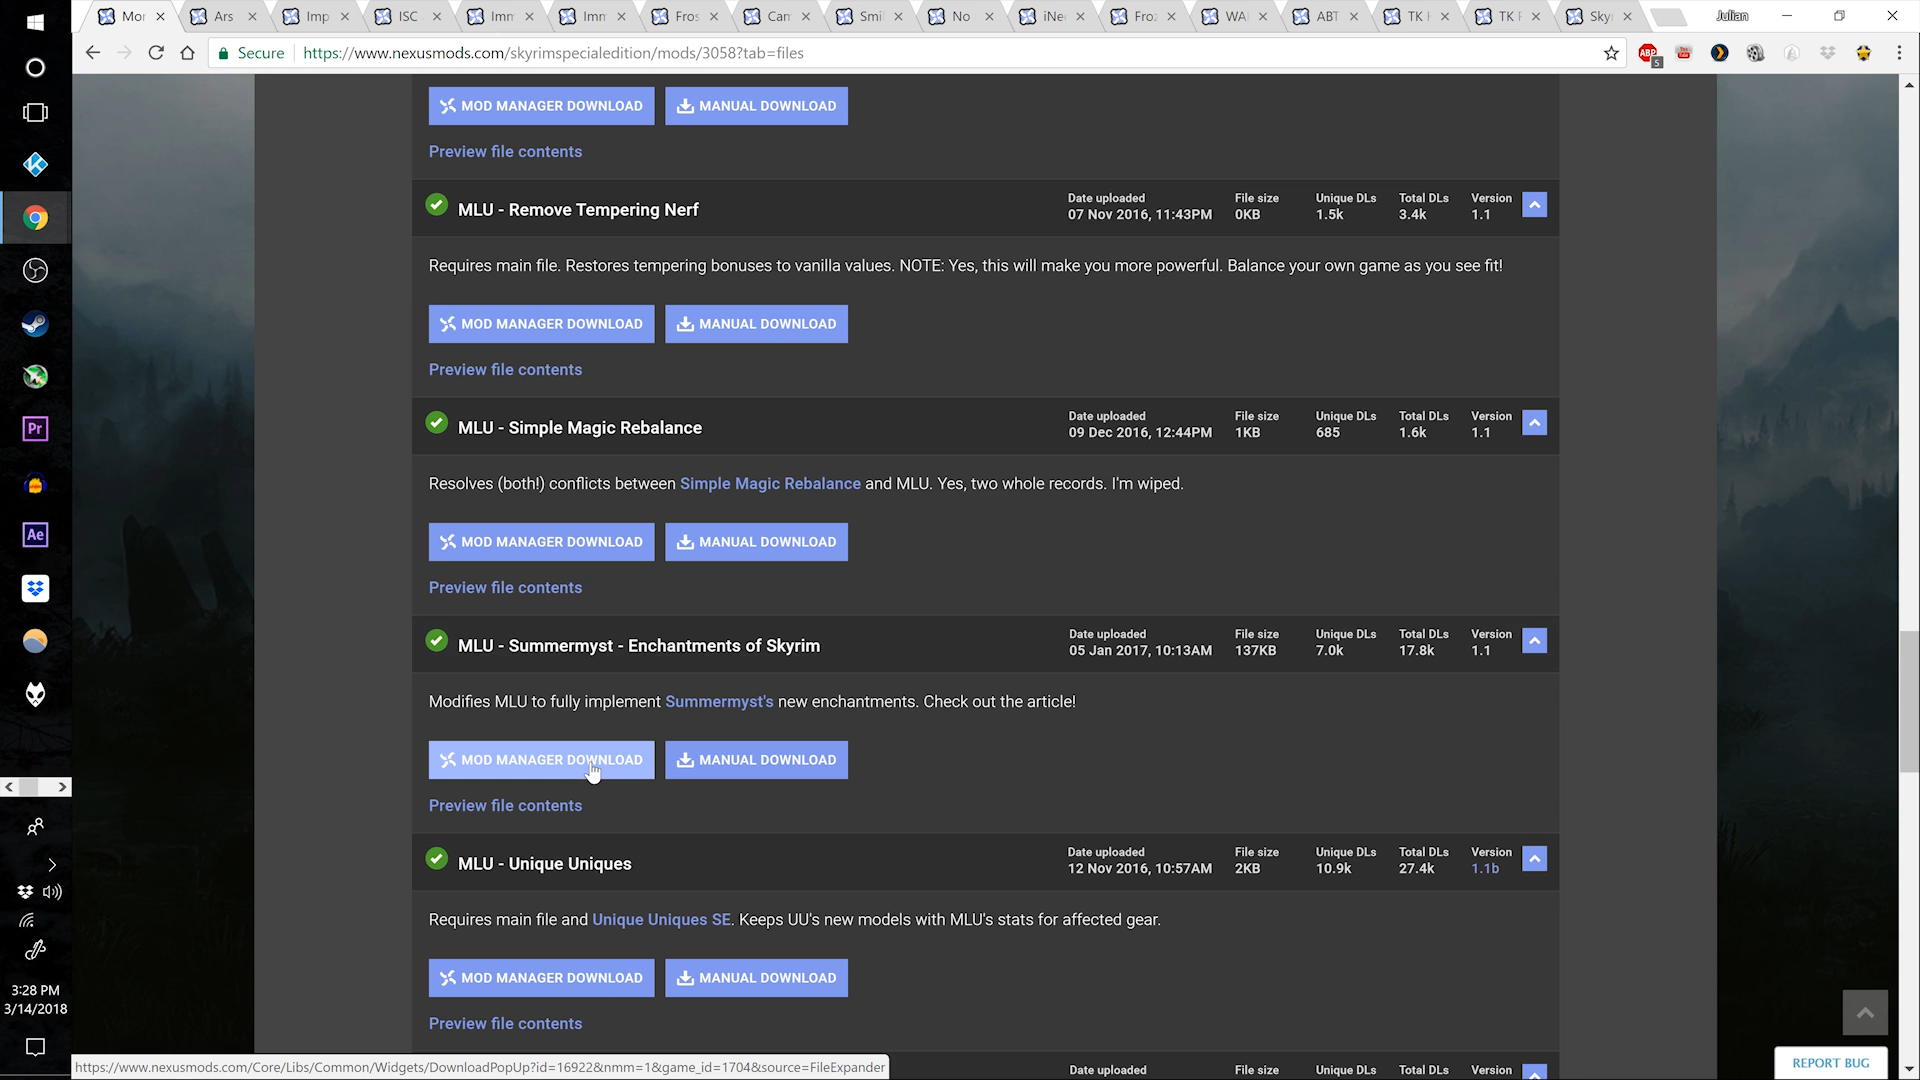 Mor
Ars
Imp
ISC
Imm
Imm
Fros
Cam
Smi
No
iNee
Froz
WA
ABT
TK
TK
Sky
Julian
Secure
https://www.nexusmods.com/skyrimspecialedition/mods/3058?tab=files
ABP
5
MOD MANAGER DOWNLOAD
MANUAL DOWNLOAD
Preview file contents
MLU - Remove Tempering Nerf
Date uploaded
07 Nov 2016, 11:43PM
File size
0KB
Unique DLs
1.5k
Total DLs
3.4k
Version
1.1
Requires main file. Restores tempering bonuses to vanilla values. NOTE: Yes, this will make you more powerful. Balance your own game as you see fit!
MOD MANAGER DOWNLOAD
MANUAL DOWNLOAD
Preview file contents
MLU - Simple Magic Rebalance
Date uploaded
09 Dec 2016, 12:44PM
File size
1KB
Unique DLs
685
Total DLs
1.6k
Version
1.1
Resolves (both!) conflicts between Simple Magic Rebalance and MLU. Yes, two whole records. I'm wiped.
MOD MANAGER DOWNLOAD
MANUAL DOWNLOAD
Preview file contents
MLU - Summermyst - Enchantments of Skyrim
Date uploaded
05 Jan 2017, 10:13AM
File size
137KB
Unique DLs
7.0k
Total DLs
17.8k
Version
1.1
Modifies MLU to fully implement Summermyst's new enchantments. Check out the article!
MOD MANAGER DOWNLOAD
MANUAL DOWNLOAD
Preview file contents
MLU - Unique Uniques
Date uploaded
12 Nov 2016, 10:57AM
File size
2KB
Unique DLs
10.9k
Total DLs
27.4k
Version
1.1b
Requires main file and Unique Uniques SE. Keeps UU's new models with MLU's stats for affected gear.
MOD MANAGER DOWNLOAD
MANUAL DOWNLOAD
Preview file contents
Date uploaded
File size
Unique DLs
Total DLs
Version
Pr
Ae
3:28 PM
3/14/2018
REPORT BUG
https://www.nexusmods.com/Core/Libs/Common/Widgets/DownloadPopUp?id=16922&nmm=1&game_id=1704&source=FileExpander